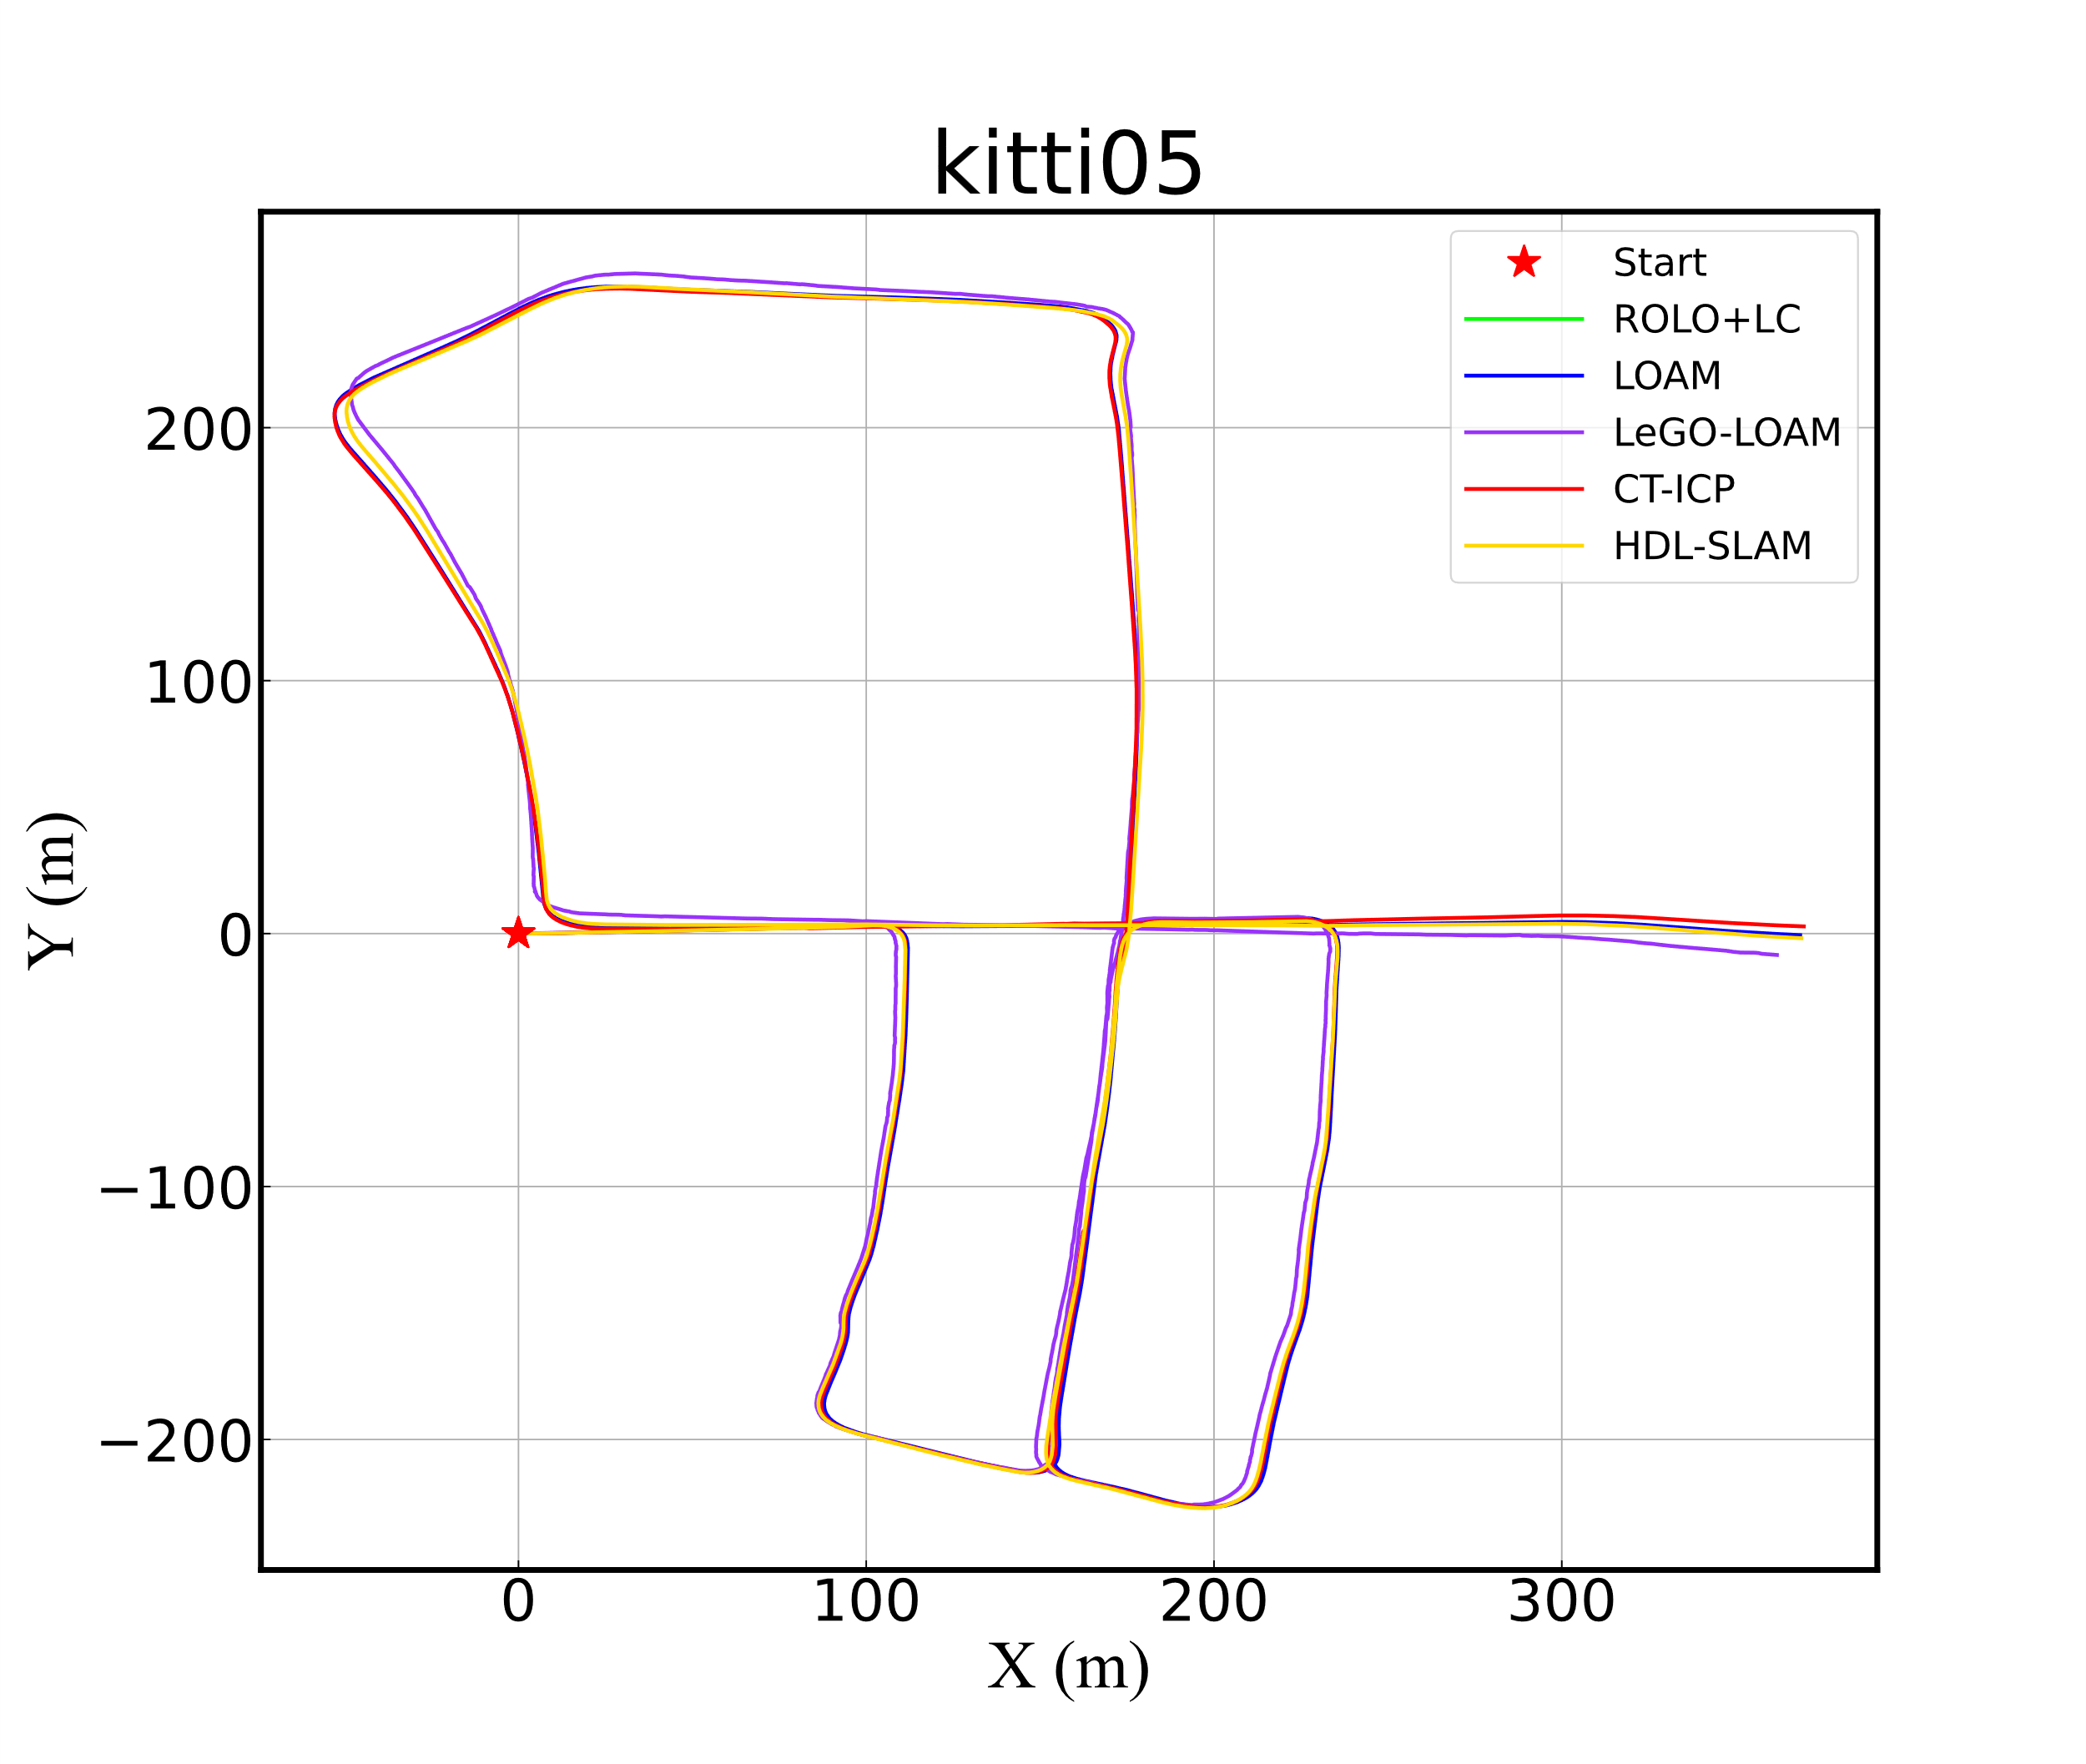 kitti05
Start
ROLO+LC
LOAM
LeGO-LOAM
CT-ICP
HDL-SLAM
200
100
0
−100
−200
Y (m)
0 100 200 300
X (m)